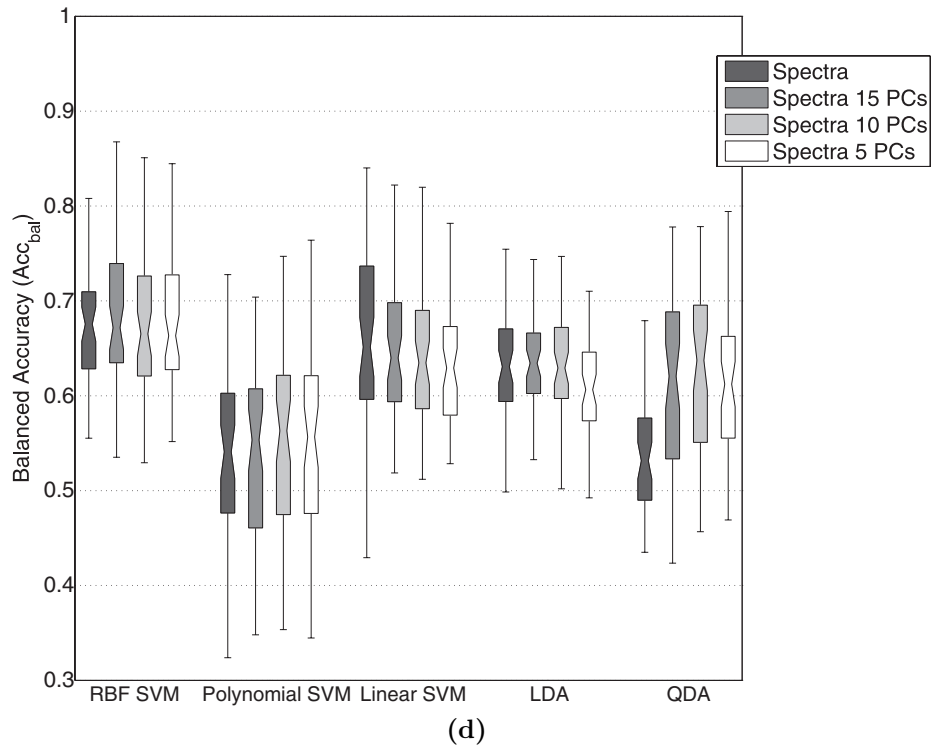 1
0.9
0.8
0.7
0.6
0.5
0.4
0.3
Balanced Accuracy (Acc_bal)
Spectra
Spectra 15 PCs
Spectra 10 PCs
Spectra 5 PCs
RBF SVM
Polynomial SVM
Linear SVM
LDA
QDA
(d)